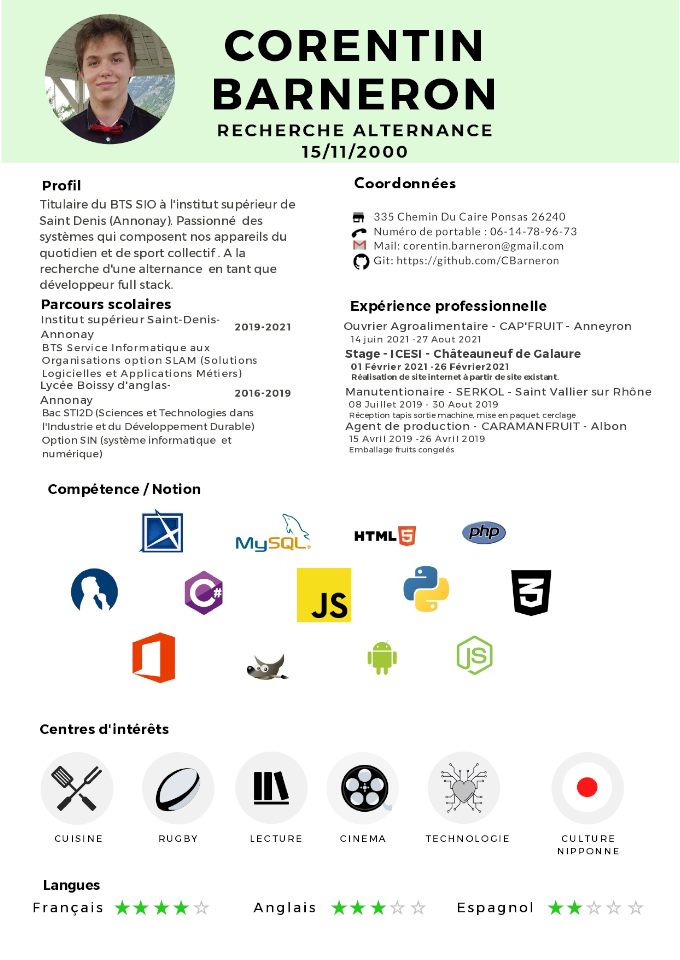 CORENTIN
BARNERON
RECHERCHE ALTERNANCE
15/11/2000
Profil
Titulaire du BTS SIO à l'institut supérieur de
Saint Denis (Annonay). Passionné des
systèmes qui composent nos appareils du
quotidien et de sport collectif . A la
recherche d'une alternance en tant que
développeur full stack.
Coordonnées
335 Chemin Du Caire Ponsas 26240
Numéro de portable : 06-14-78-96-73
Mail: corentin.barneron@gmail.com
Git: https://github.com/CBarneron
Parcours scolaires
Institut supérieur Saint-Denis-
Annonay
2019-2021
BTS Service Informatique aux
Organisations option SLAM (Solutions
Logicielles et Applications Métiers)
Lycée Boissy d'anglas-
Annonay
2016-2019
Bac STI2D (Sciences et Technologies dans
l'Industrie et du Développement Durable)
Option SIN (système informatique et
numérique)
Expérience professionnelle
Ouvrier Agroalimentaire - CAP'FRUIT - Anneyron
14 juin 2021 -27 Aout 2021
Stage - ICESI - Châteauneuf de Galaure
01 Février 2021 -26 Février2021
Réalisation de site internet à partir de site existant.
Manutentionaire - SERKOL - Saint Vallier sur Rhône
08 Juillet 2019 - 30 Aout 2019
Réception tapis sortie machine, mise en paquet, cerclage
Agent de production - CARAMANFRUIT - Albon
15 Avril 2019 -26 Avril 2019
Emballage fruits congelés
Compétence / Notion
MySQL
HTML 5
php
C#
JS
3
JS
Centres d'intérêts
CUISINE
RUGBY
LECTURE
CINEMA
TECHNOLOGIE
CULTURE
NIPPONNE
Langues
Français
Anglais
Espagnol